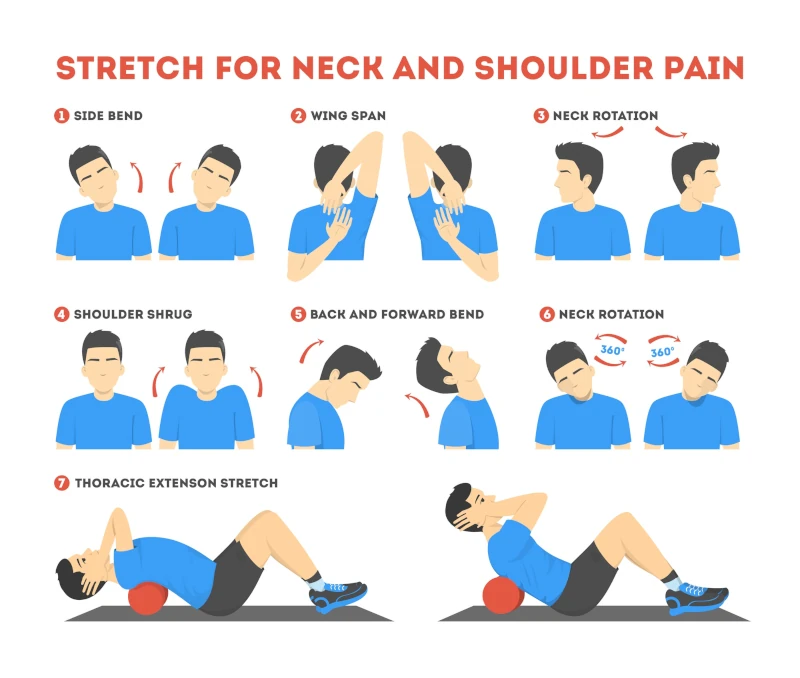 STRETCH FOR NECK AND SHOULDER PAIN
1 SIDE BEND
2 WING SPAN
3 NECK ROTATION
4 SHOULDER SHRUG
5 BACK AND FORWARD BEND
6 NECK ROTATION
360°
360°
7 THORACIC EXTENSON STRETCH